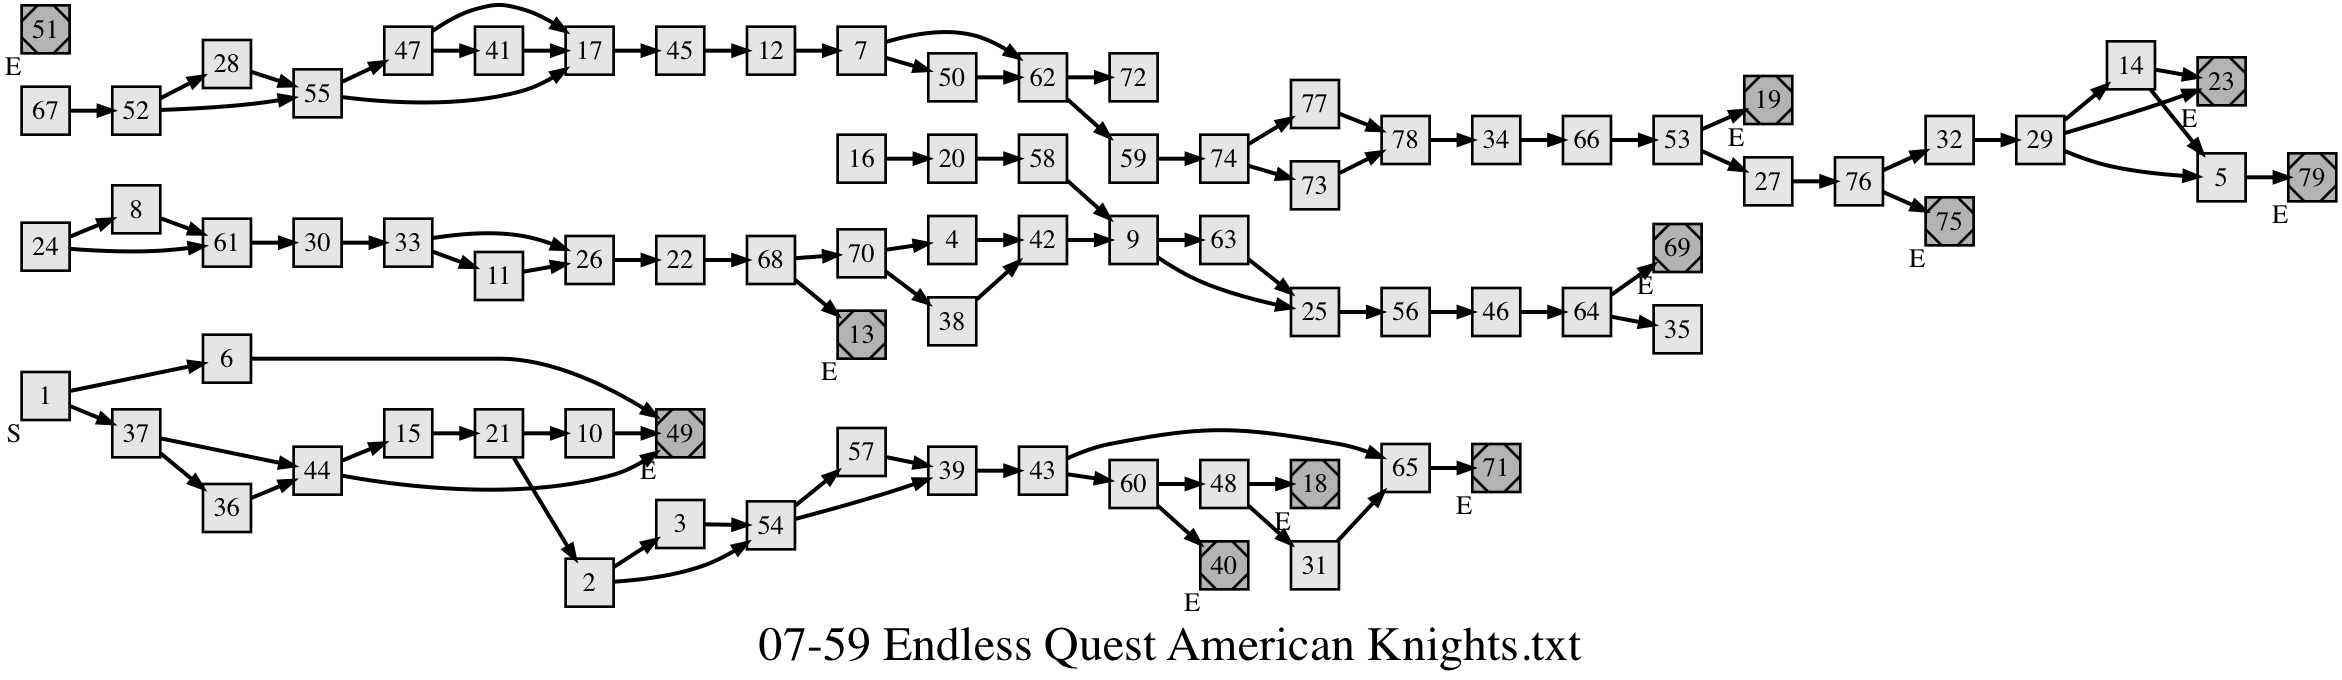 51
E
67 52 28 55 47 41 17 45 12 7 50 62 72
16 20 58 59 74 77 73 78 34 66 53 19
E
27 76 32 75
E
29 14 23
E
5 79
E
24 8 61 30 33 11 26 22 68 70 13
E
4 38 42 9 63 25 56 46 64 69
E
35
1
S
6 37 36 44 15 21 10 49
E
2 3 54 57 39 43 60 40
E
48 18
E
31 65 71
E
07-59 Endless Quest American Knights.txt